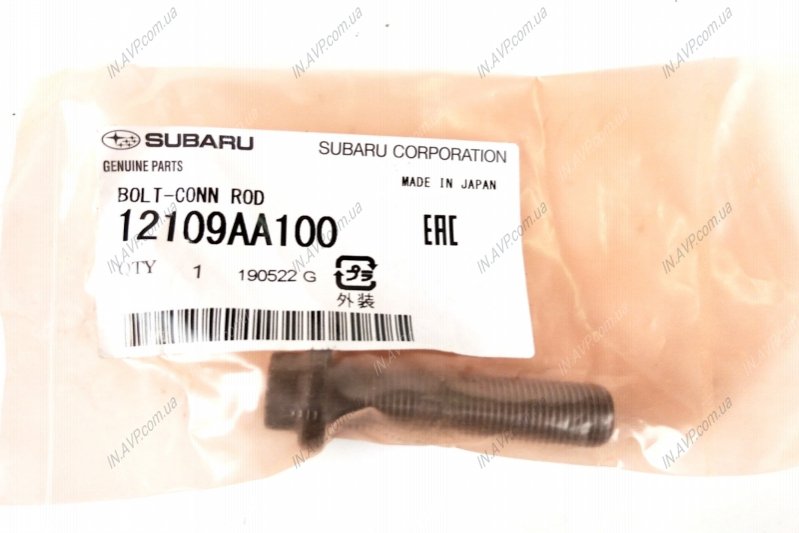 SUBARU
SUBARU CORPORATION
GENUINE PARTS
MADE IN JAPAN
BOLT-CONN ROD
12109AA100
EAC
QTY 1 190522 G
プラ
外装
IN.AVP.com.ua